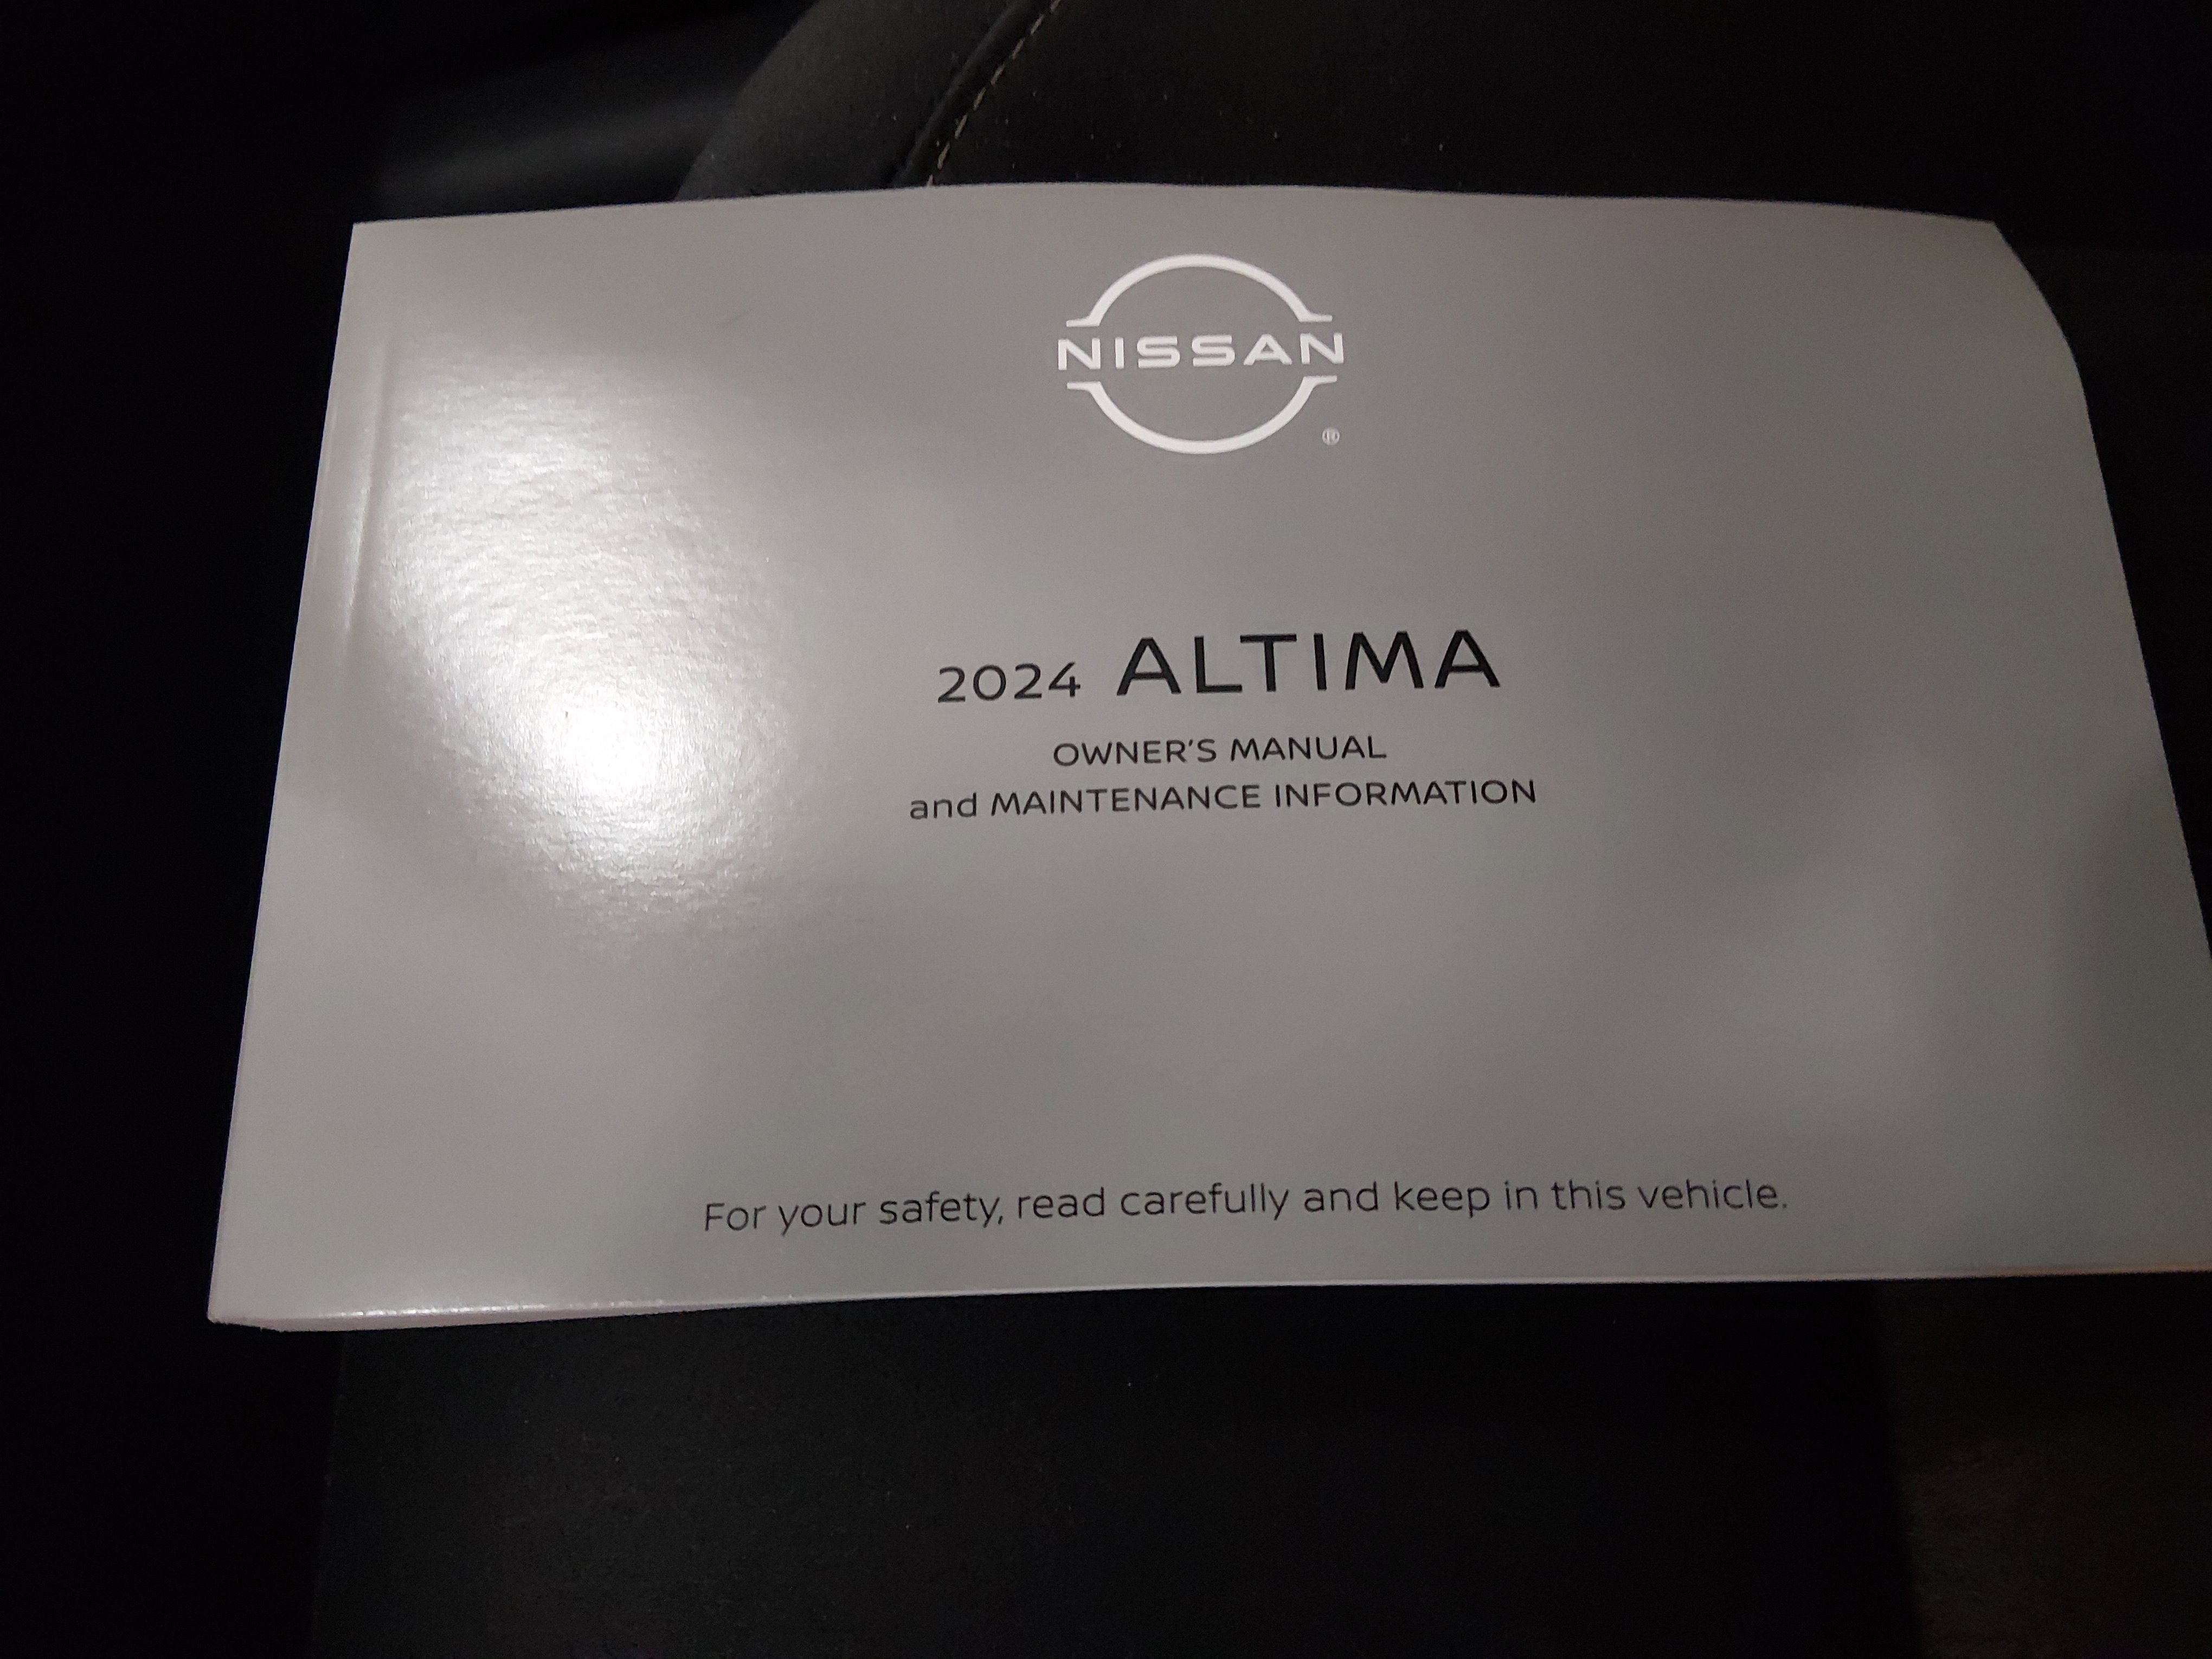 NISSAN
®
2024 ALTIMA
OWNER'S MANUAL
and MAINTENANCE INFORMATION
For your safety, read carefully and keep in this vehicle.